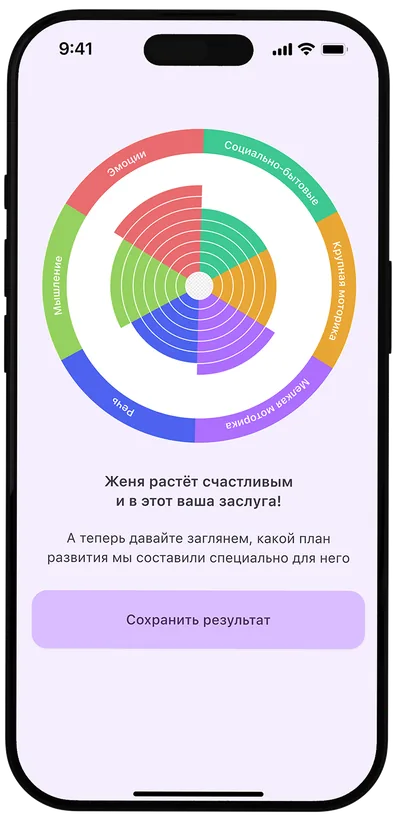 9:41
Эмоции
Социально-бытовые
Крупная моторика
Мелкая моторика
Речь
Мышление
Женя растёт счастливым
и в этот ваша заслуга!
А теперь давайте заглянем, какой план
развития мы составили специально для него
Сохранить результат